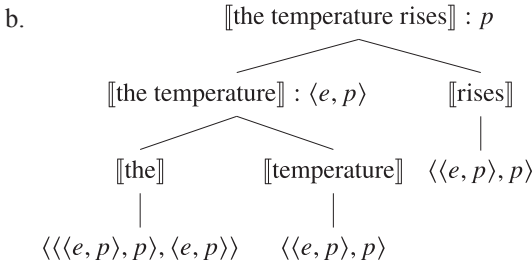 b.
⟦the temperature rises⟧ : p
⟦the temperature⟧ : ⟨e, p⟩ ⟦rises⟧
⟦the⟧ ⟦temperature⟧ ⟨⟨e, p⟩, p⟩
⟨⟨⟨e, p⟩, p⟩, ⟨e, p⟩⟩ ⟨⟨e, p⟩, p⟩